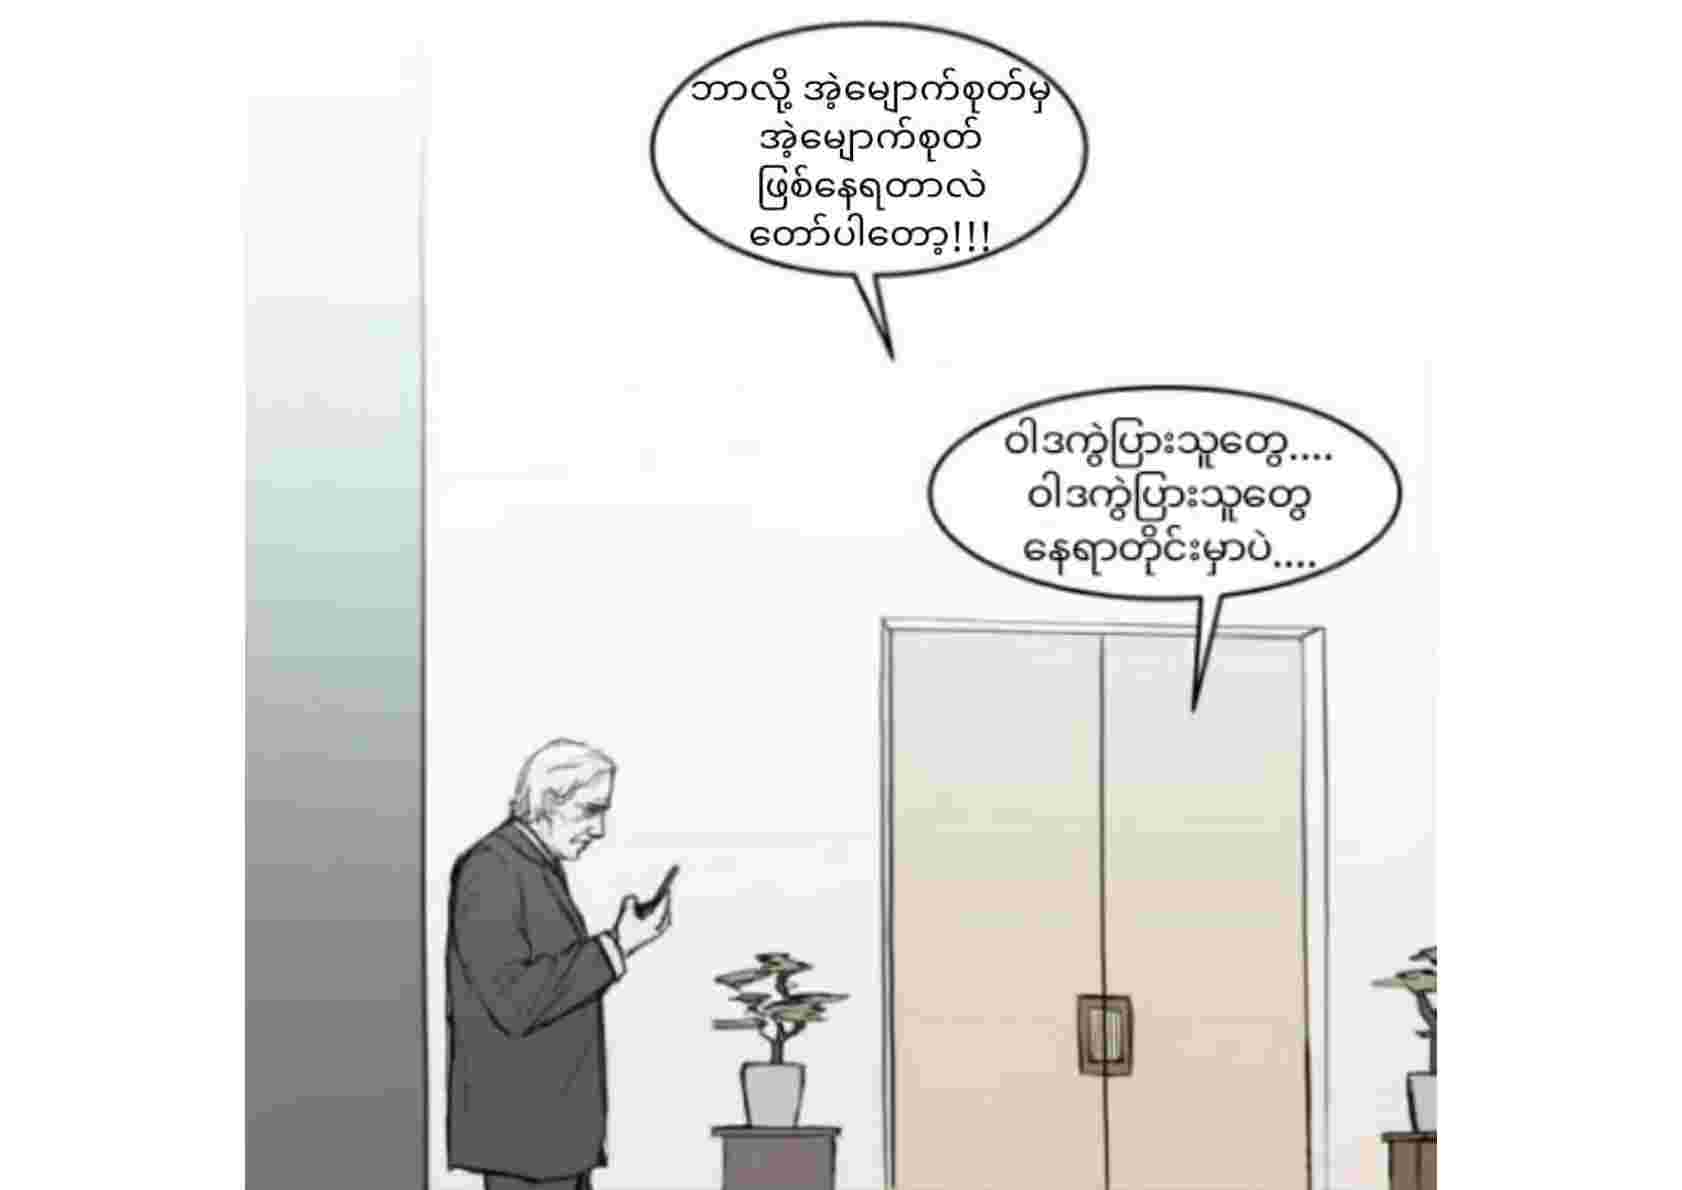 ဘာလို့ အဲ့မျောက်စုတ်မှ
အဲ့မျောက်စုတ်
ဖြစ်နေရတာလဲ
တော်ပါတော့!!!
ဝါဒကွဲပြားသူတွေ....
ဝါဒကွဲပြားသူတွေ
နေရာတိုင်းမှာပဲ....